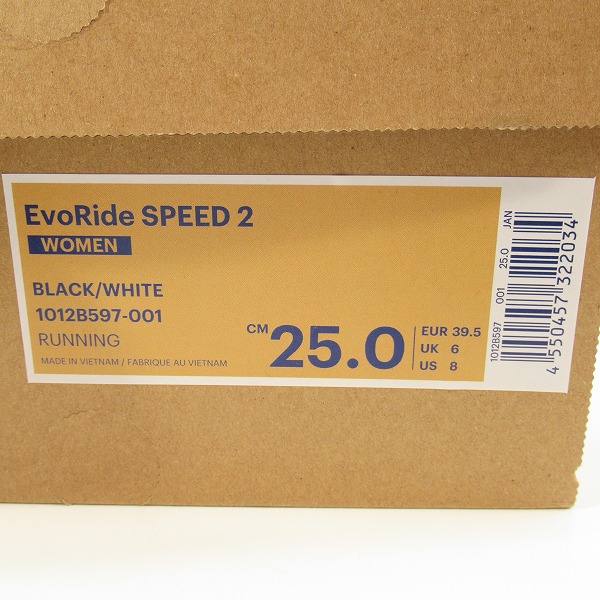 EvoRide SPEED 2
WOMEN
BLACK/WHITE
1012B597-001
RUNNING
MADE IN VIETNAM / FABRIQUE AU VIETNAM
CM 25.0
EUR 39.5
UK 6
US 8
1012B597 001 25.0 JAN
4 550457 322034